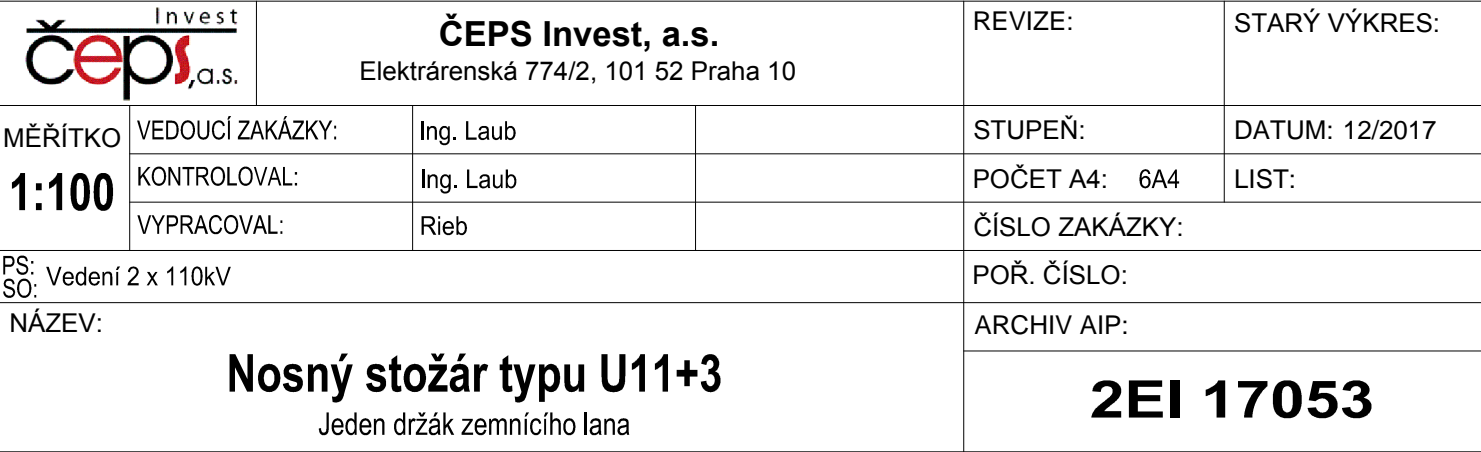 Invest
čeps,a.s.
ČEPS Invest, a.s.
Elektrárenská 774/2, 101 52 Praha 10
REVIZE:
STARÝ VÝKRES:
MĚŘÍTKO
1:100
VEDOUCÍ ZAKÁZKY: Ing. Laub
STUPEŇ:
DATUM: 12/2017
KONTROLOVAL: Ing. Laub
POČET A4: 6A4
LIST:
VYPRACOVAL: Rieb
ČÍSLO ZAKÁZKY:
PS:
SO:
Vedení 2 x 110kV
POŘ. ČÍSLO:
NÁZEV:
Nosný stožár typu U11+3
Jeden držák zemnícího lana
ARCHIV AIP:
2EI 17053